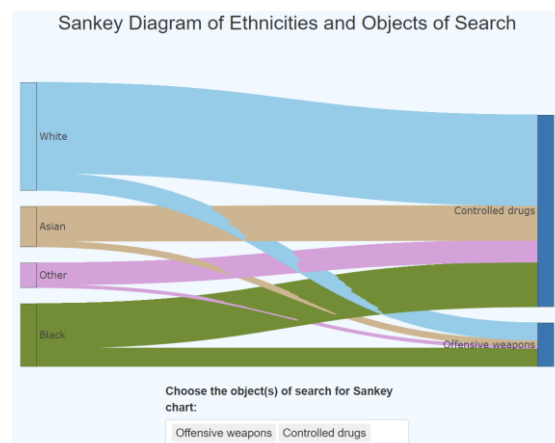 Sankey Diagram of Ethnicities and Objects of Search
White
Controlled drugs
Asian
Other
Black
Offensive weapons
Choose the object(s) of search for Sankey
chart:
Offensive weapons Controlled drugs